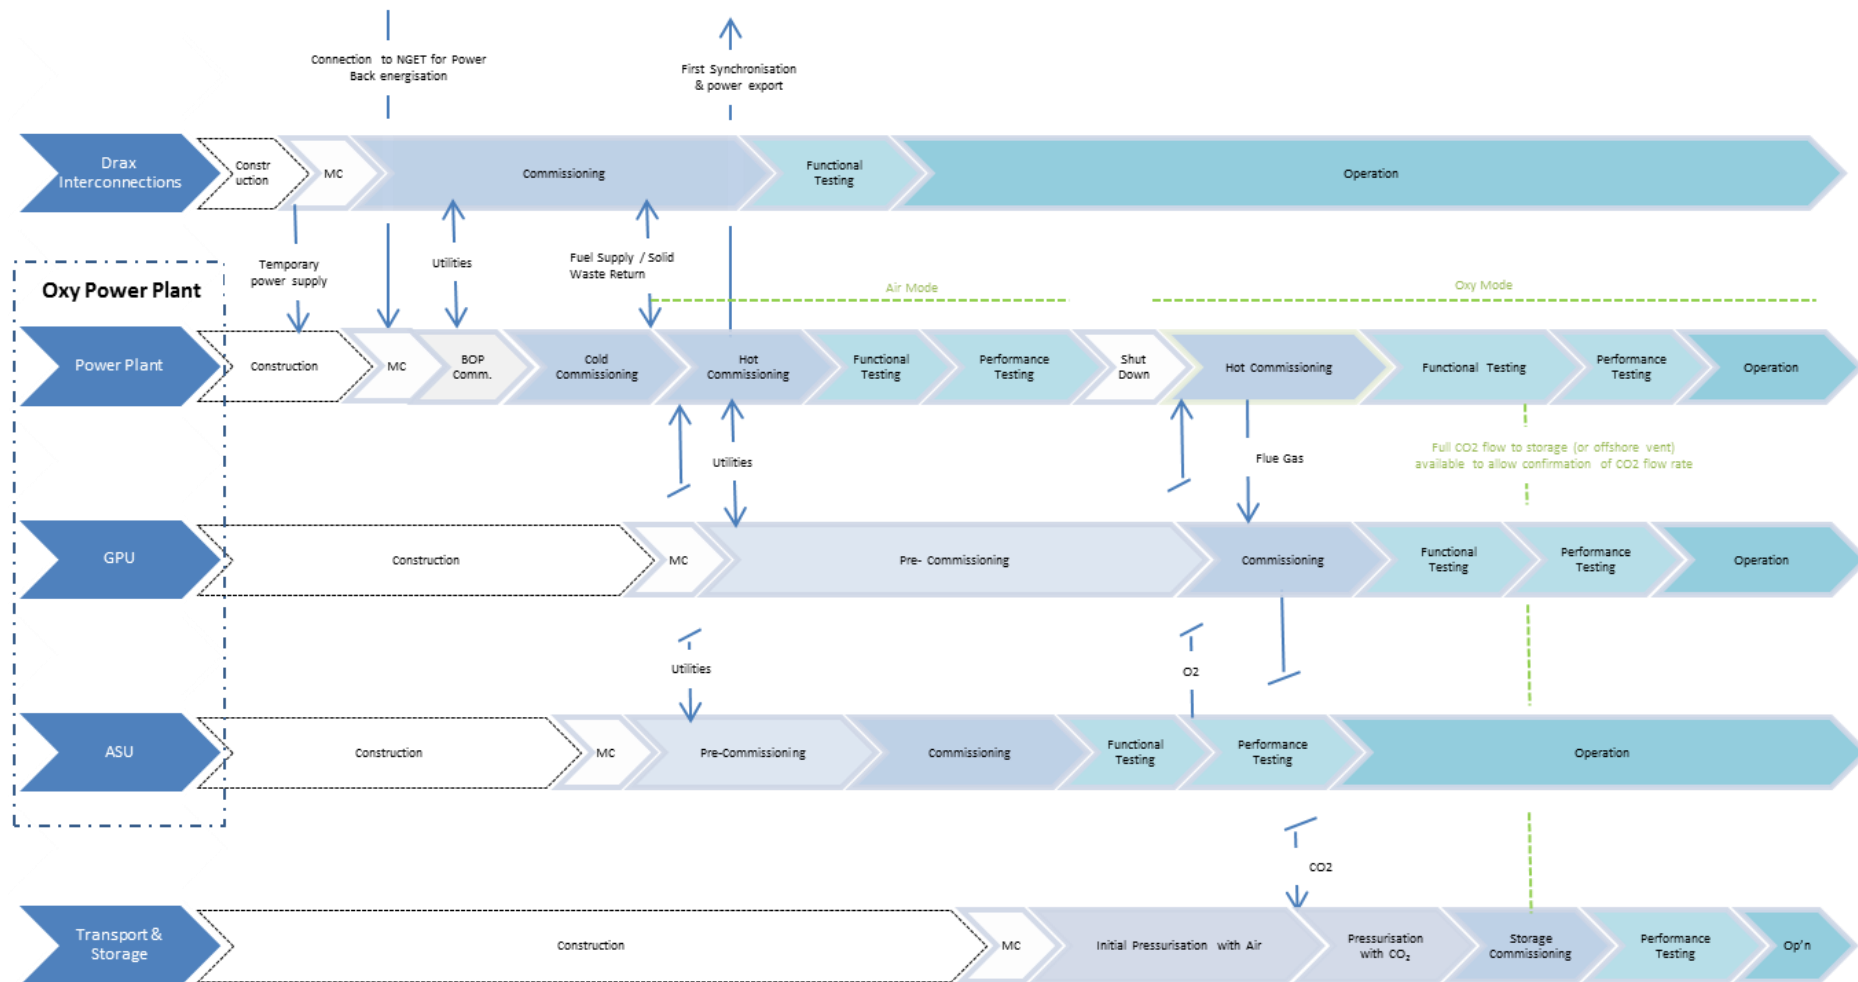 Connection to NGET for Power
Back energisation
First Synchronisation
& power export
Drax
Interconnections
Constr
uction
MC
Commissioning
Functional
Testing
Operation
Temporary
power supply
Utilities
Fuel Supply / Solid
Waste Return
Air Mode
Oxy Mode
Oxy Power Plant
Power Plant
Construction
MC
BOP
Comm.
Cold
Commissioning
Hot
Commissioning
Functional
Testing
Performance
Testing
Shut
Down
Hot Commissioning
Functional Testing
Performance
Testing
Operation
Utilities
Flue Gas
Full CO2 flow to storage (or offshore vent)
available to allow confirmation of CO2 flow rate
GPU
Construction
MC
Pre- Commissioning
Commissioning
Functional
Testing
Performance
Testing
Operation
Utilities
O2
ASU
Construction
MC
Pre-Commissioning
Commissioning
Functional
Testing
Performance
Testing
Operation
CO2
Transport &
Storage
Construction
MC
Initial Pressurisation with Air
Pressurisation
with CO₂
Storage
Commissioning
Performance
Testing
Op'n